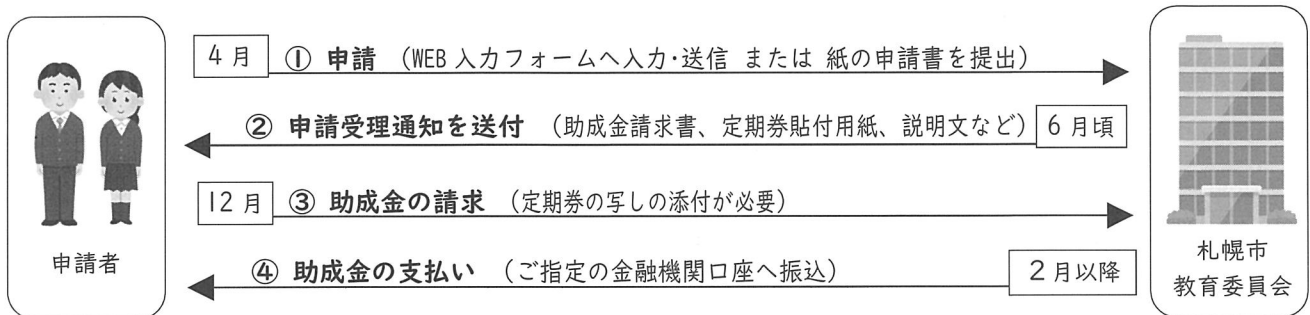 4月 ① 申請 (WEB 入力フォームへ入力・送信 または 紙の申請書を提出)
② 申請受理通知を送付 (助成金請求書、定期券貼付用紙、説明文など) 6月頃
12月 ③ 助成金の請求 (定期券の写しの添付が必要)
④ 助成金の支払い (ご指定の金融機関口座へ振込) 2月以降
申請者
札幌市
教育委員会